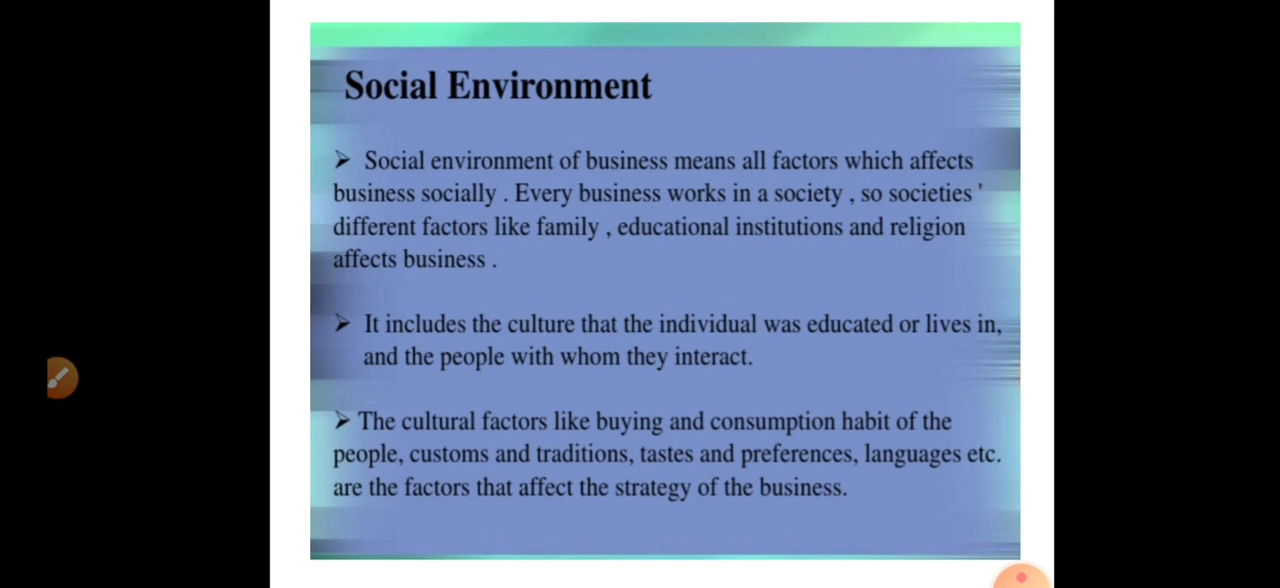 Social Environment
➢ Social environment of business means all factors which affects
business socially . Every business works in a society , so societies '
different factors like family , educational institutions and religion
affects business .
➢ It includes the culture that the individual was educated or lives in,
and the people with whom they interact.
➢ The cultural factors like buying and consumption habit of the
people, customs and traditions, tastes and preferences, languages etc.
are the factors that affect the strategy of the business.